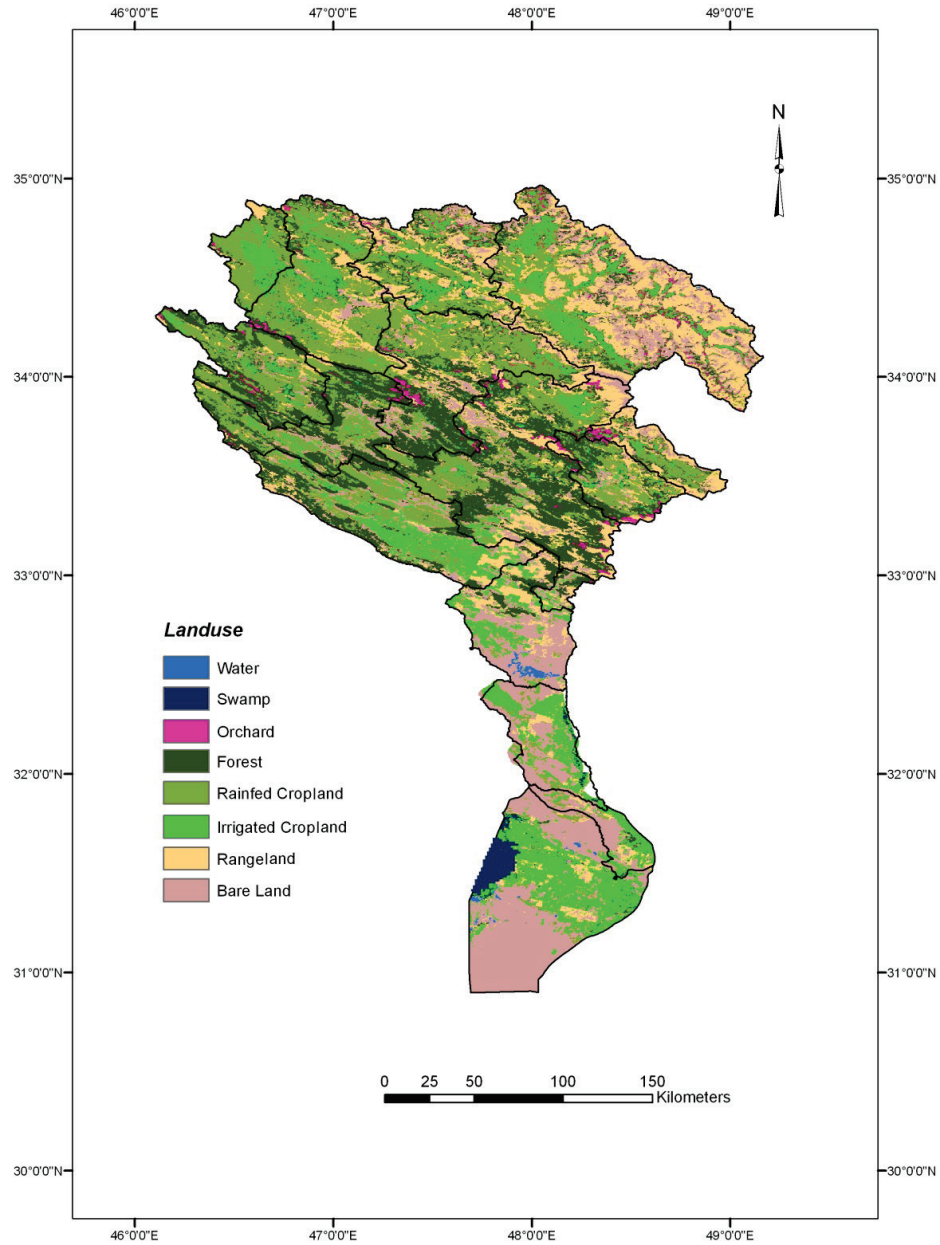 46°0'0"E 47°0'0"E 48°0'0"E 49°0'0"E
N
35°0'0"N 35°0'0"N
34°0'0"N 34°0'0"N
33°0'0"N 33°0'0"N
Landuse
Water
Swamp
Orchard
Forest
Rainfed Cropland
Irrigated Cropland
Rangeland
Bare Land
32°0'0"N 32°0'0"N
31°0'0"N 31°0'0"N
0 25 50 100 150
Kilometers
30°0'0"N 30°0'0"N
46°0'0"E 47°0'0"E 48°0'0"E 49°0'0"E